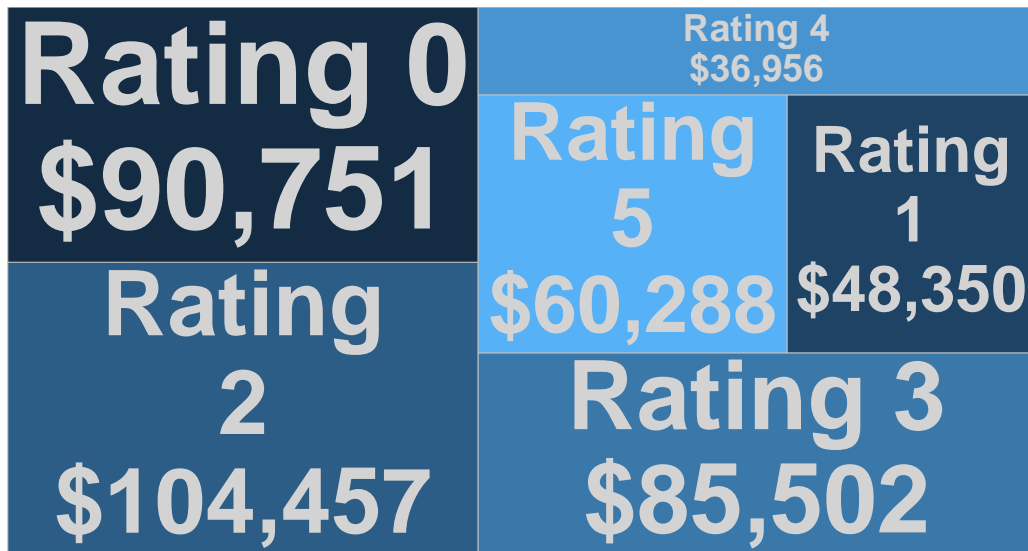 Rating 0
$90,751
Rating
2
$104,457
Rating 4
$36,956
Rating
5
$60,288
Rating
1
$48,350
Rating 3
$85,502